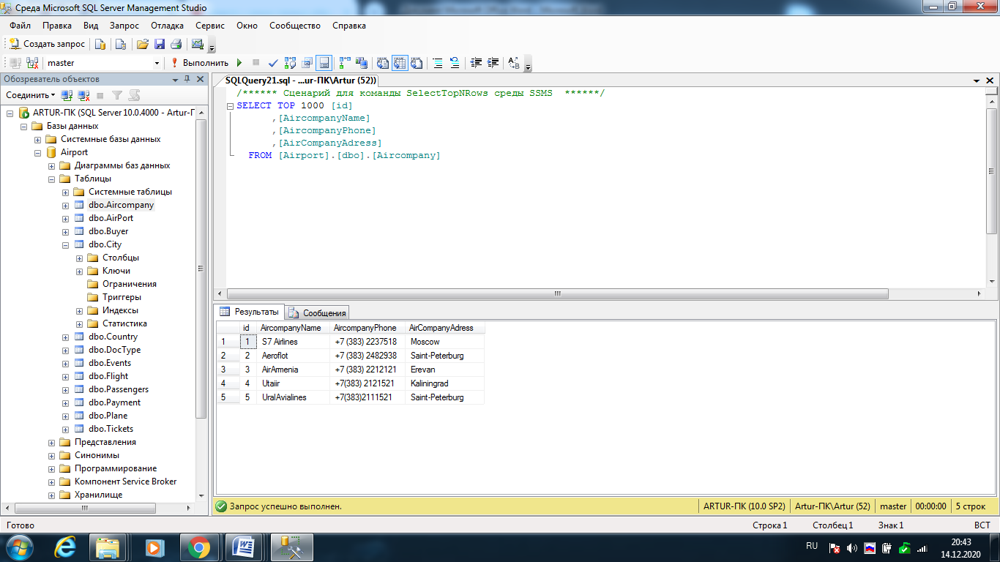 Среда Microsoft SQL Server Management Studio
Файл Правка Вид Запрос Отладка Сервис Окно Сообщество Справка
Создать запрос
master Выполнить
Обозреватель объектов
Соединить
ARTUR-ПК (SQL Server 10.0.4000 - Artur-П
Базы данных
Системные базы данных
Airport
Диаграммы баз данных
Таблицы
Системные таблицы
dbo.Aircompany
dbo.AirPort
dbo.Buyer
dbo.City
Столбцы
Ключи
Ограничения
Триггеры
Индексы
Статистика
dbo.Country
dbo.DocType
dbo.Events
dbo.Flight
dbo.Passengers
dbo.Payment
dbo.Plane
dbo.Tickets
Представления
Синонимы
Программирование
Компонент Service Broker
Хранилище
SQLQuery21.sql - ...ur-ПК\Artur (52))
/****** Сценарий для команды SelectTopNRows среды SSMS ******/
SELECT TOP 1000 [id]
,[AircompanyName]
,[AircompanyPhone]
,[AirCompanyAdress]
FROM [Airport].[dbo].[Aircompany]
Результаты Сообщения
id AircompanyName AircompanyPhone AirCompanyAdress
1 1 S7 Airlines +7 (383) 2237518 Moscow
2 2 Aeroflot +7 (383) 2482938 Saint-Peterburg
3 3 AirArmenia +7 (383) 2212121 Erevan
4 4 Utaiir +7(383) 2121521 Kaliningrad
5 5 UralAvialines +7(383)2111521 Saint-Peterburg
Запрос успешно выполнен. ARTUR-ПК (10.0 SP2) Artur-ПК\Artur (52) master 00:00:00 5 строк
Готово Строка 1 Столбец 1 Знак 1 ВСТ
RU 20:43
14.12.2020